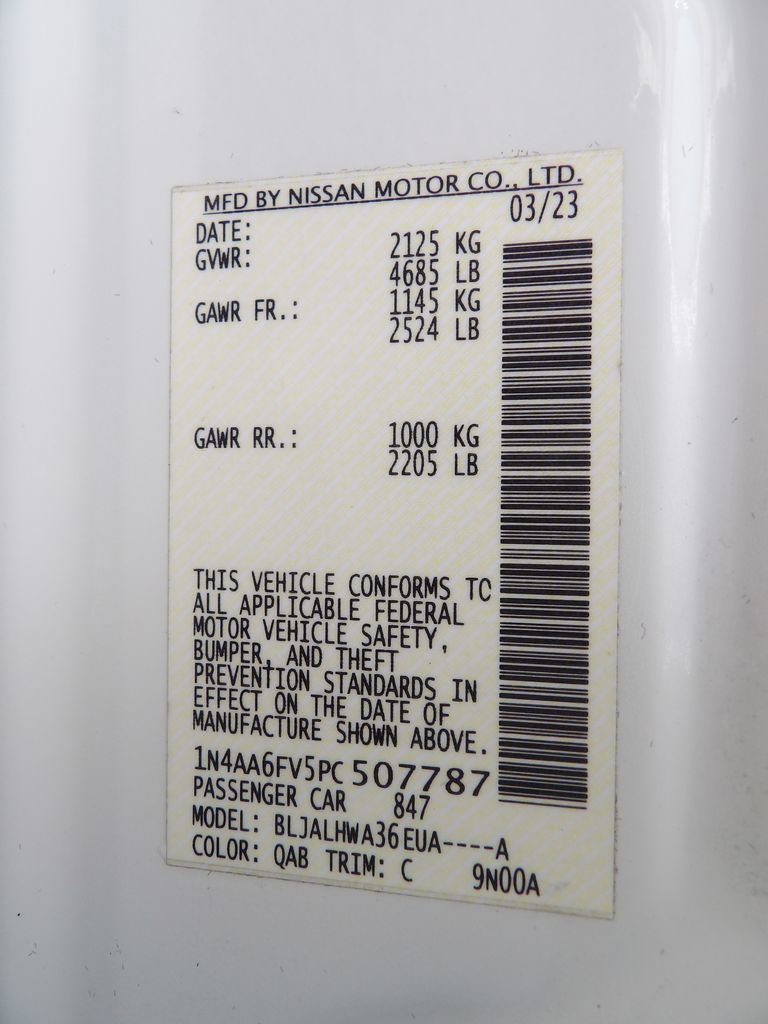 MFD BY NISSAN MOTOR CO., LTD.
DATE: 03/23
GVWR: 2125 KG
4685 LB
GAWR FR.: 1145 KG
2524 LB
GAWR RR.: 1000 KG
2205 LB
THIS VEHICLE CONFORMS TO
ALL APPLICABLE FEDERAL
MOTOR VEHICLE SAFETY,
BUMPER, AND THEFT
PREVENTION STANDARDS IN
EFFECT ON THE DATE OF
MANUFACTURE SHOWN ABOVE.
1N4AA6FV5PC507787
PASSENGER CAR 847
MODEL: BLJALHWA36EUA----A
COLOR: QAB TRIM: C 9N00A